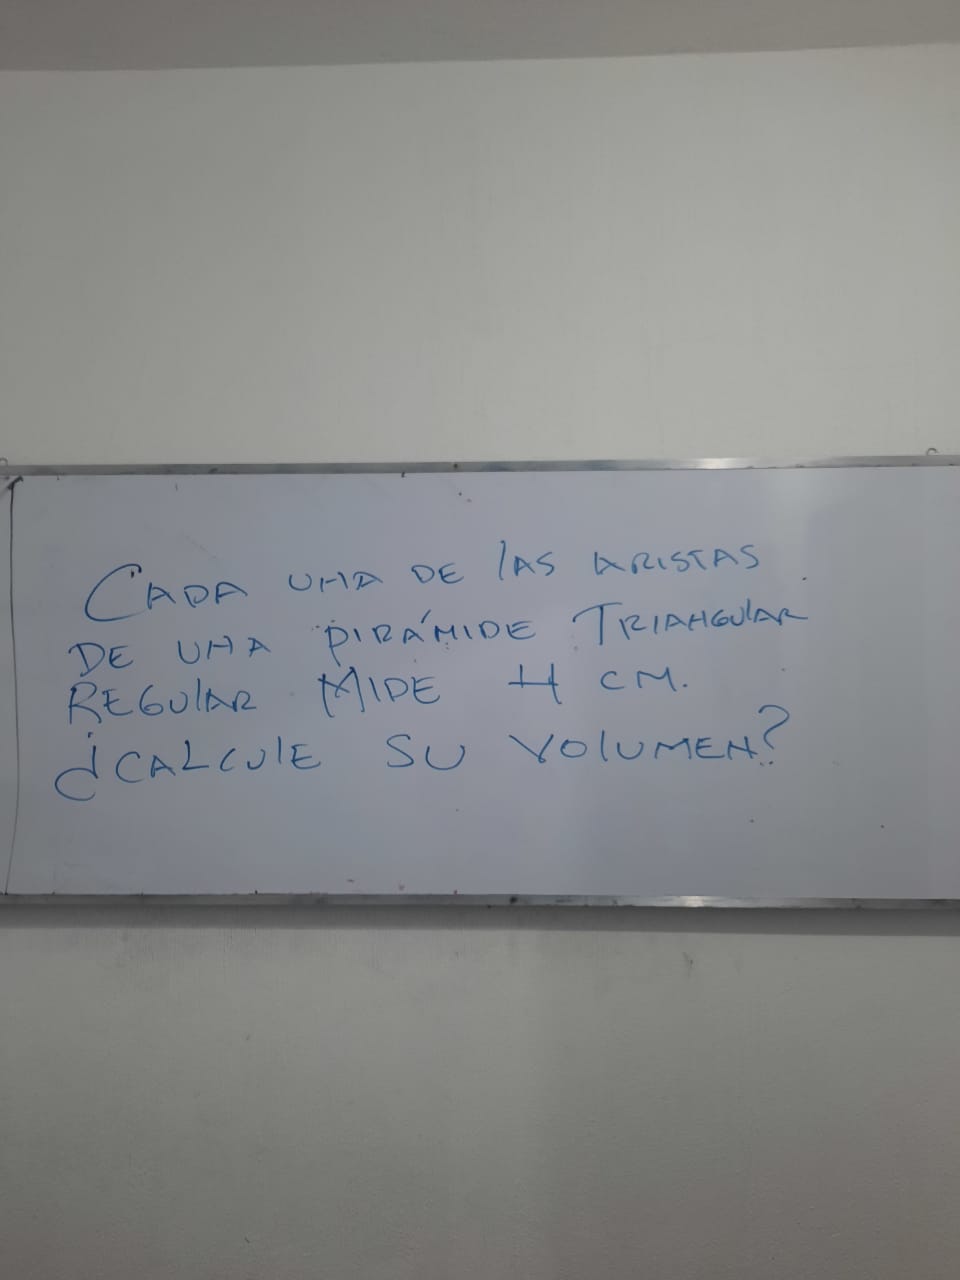 CADA UNA DE LAS ARISTAS
DE UNA PIRÁMIDE TRIANGULAR
REGULAR MIDE 4 CM.
¿CALCULE SU VOLUMEN?